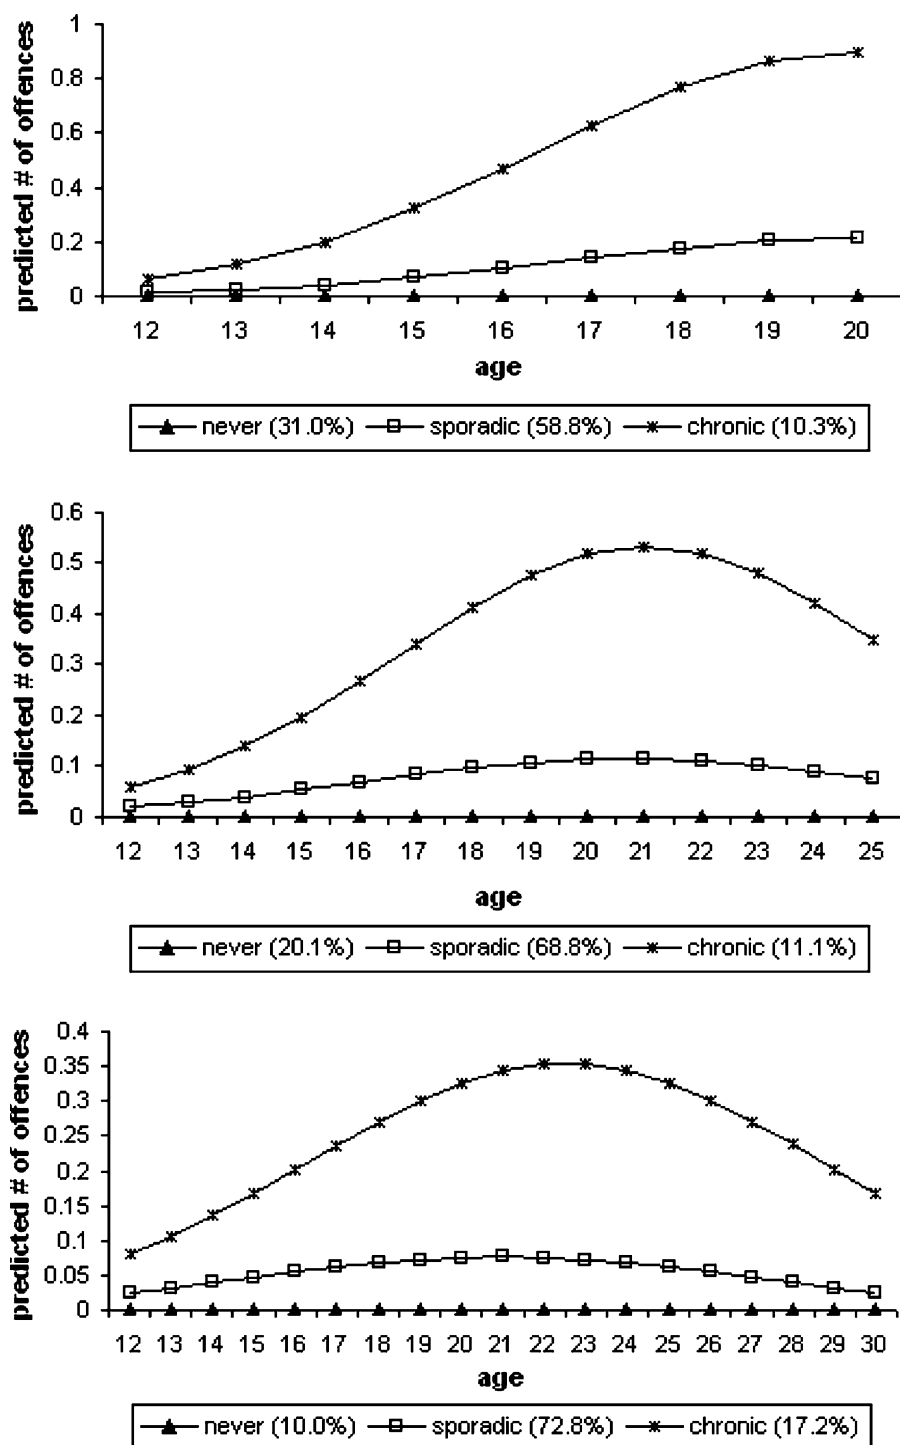 predicted # of offences
1
0.8
0.6
0.4
0.2
0
12 13 14 15 16 17 18 19 20
age
never (31.0%) sporadic (58.8%) chronic (10.3%)
predicted # of offences
0.6
0.5
0.4
0.3
0.2
0.1
0
12 13 14 15 16 17 18 19 20 21 22 23 24 25
age
never (20.1%) sporadic (68.8%) chronic (11.1%)
predicted # of offences
0.4
0.35
0.3
0.25
0.2
0.15
0.1
0.05
0
12 13 14 15 16 17 18 19 20 21 22 23 24 25 26 27 28 29 30
age
never (10.0%) sporadic (72.8%) chronic (17.2%)